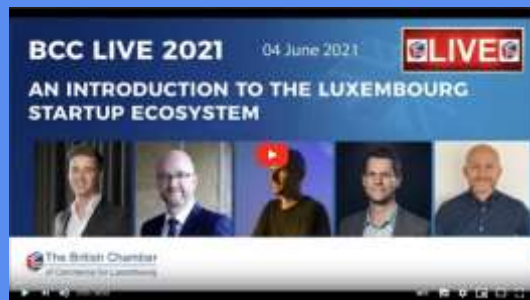 BCC LIVE 2021
04 June 2021
LIVE
AN INTRODUCTION TO THE LUXEMBOURG
STARTUP ECOSYSTEM
The British Chamber
of Commerce for Luxembourg